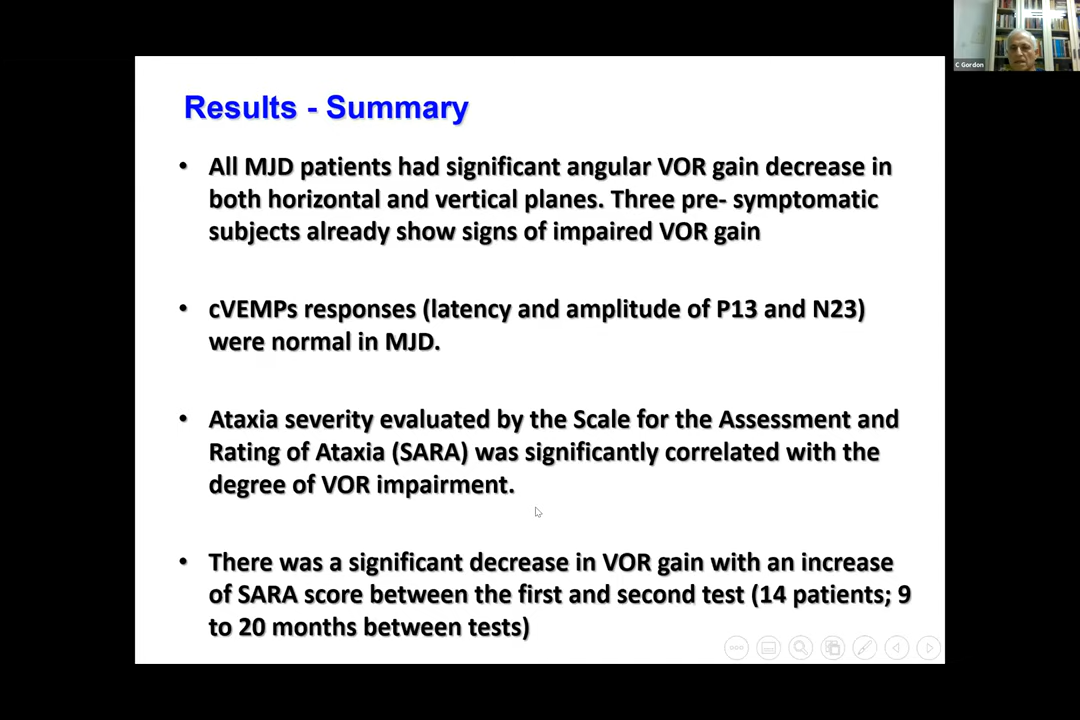 C Gordon
Results - Summary
• All MJD patients had significant angular VOR gain decrease in
both horizontal and vertical planes. Three pre- symptomatic
subjects already show signs of impaired VOR gain
• cVEMPs responses (latency and amplitude of P13 and N23)
were normal in MJD.
• Ataxia severity evaluated by the Scale for the Assessment and
Rating of Ataxia (SARA) was significantly correlated with the
degree of VOR impairment.
• There was a significant decrease in VOR gain with an increase
of SARA score between the first and second test (14 patients; 9
to 20 months between tests)